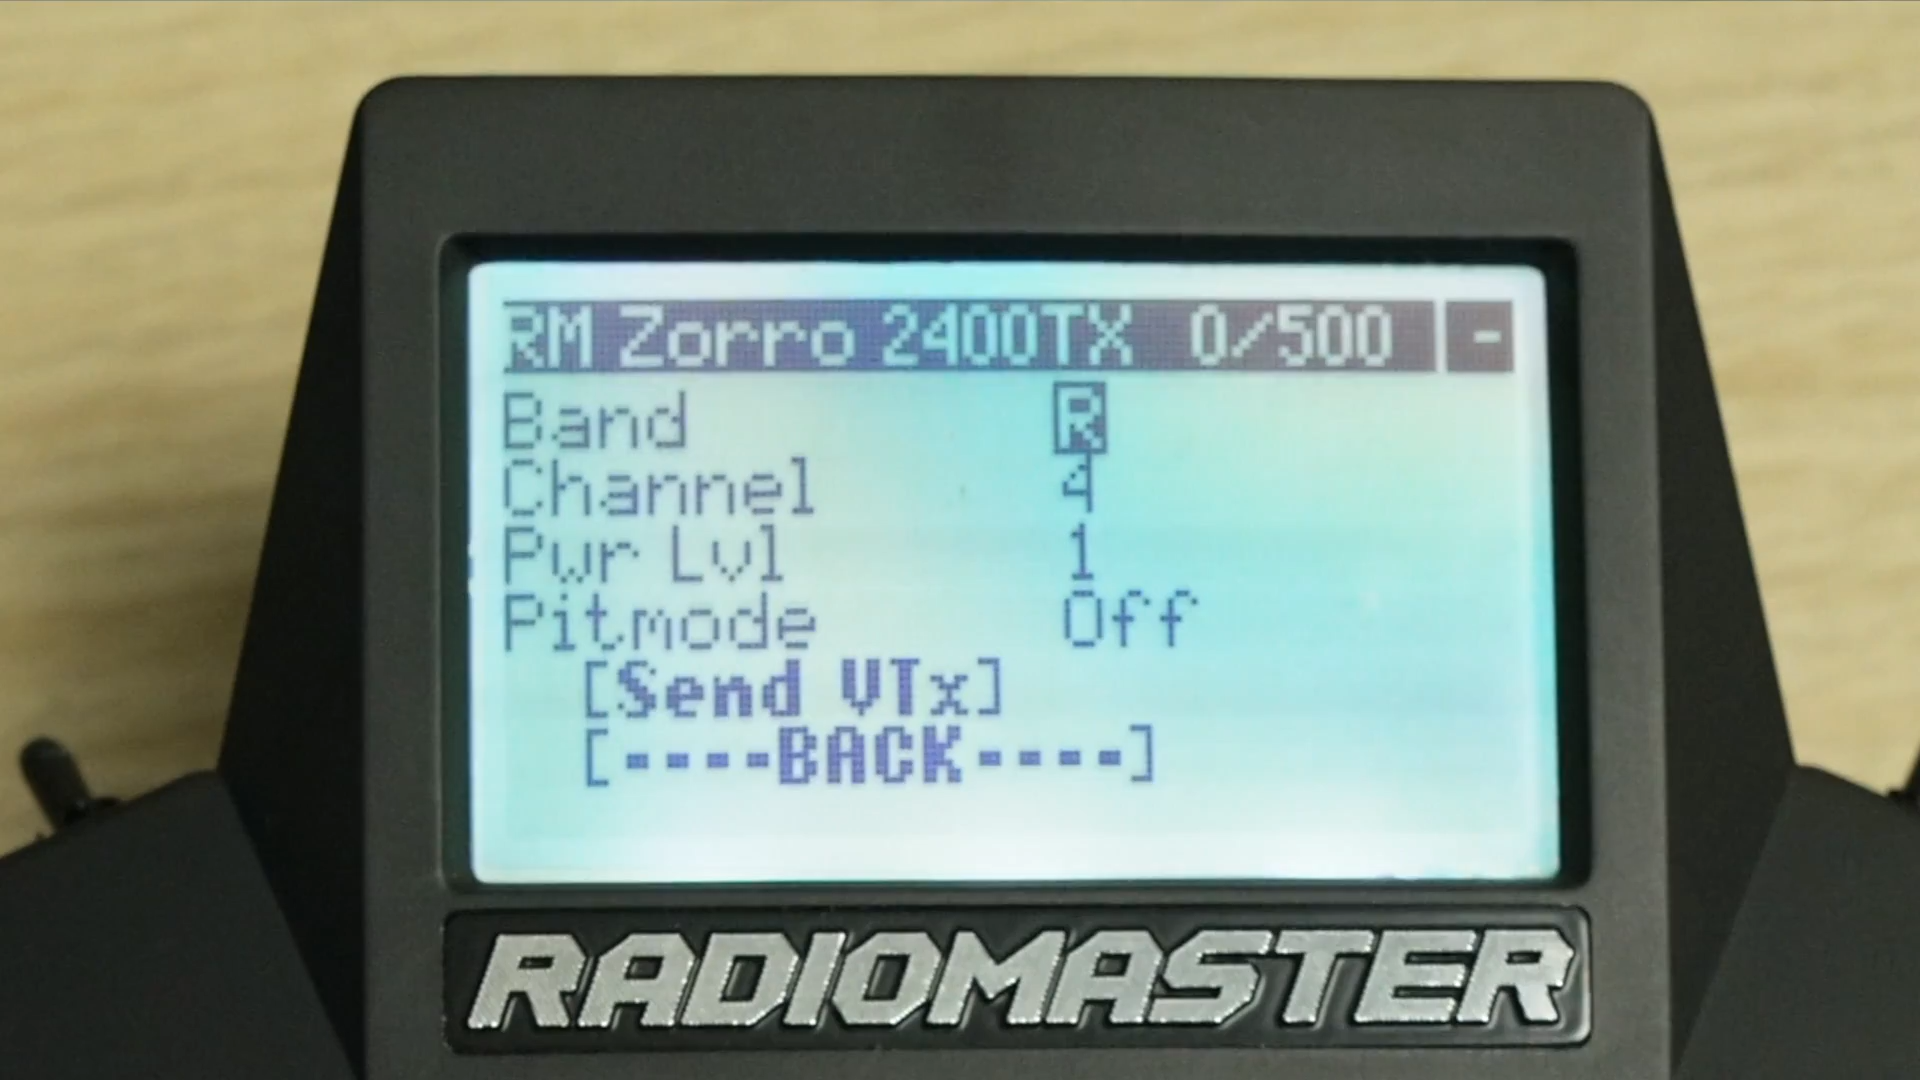 RM Zorro 2400TX 0/500 -
Band R
Channel 4
Pwr Lvl 1
Pitmode Off
[Send VTx]
[----BACK----]
RADIOMASTER